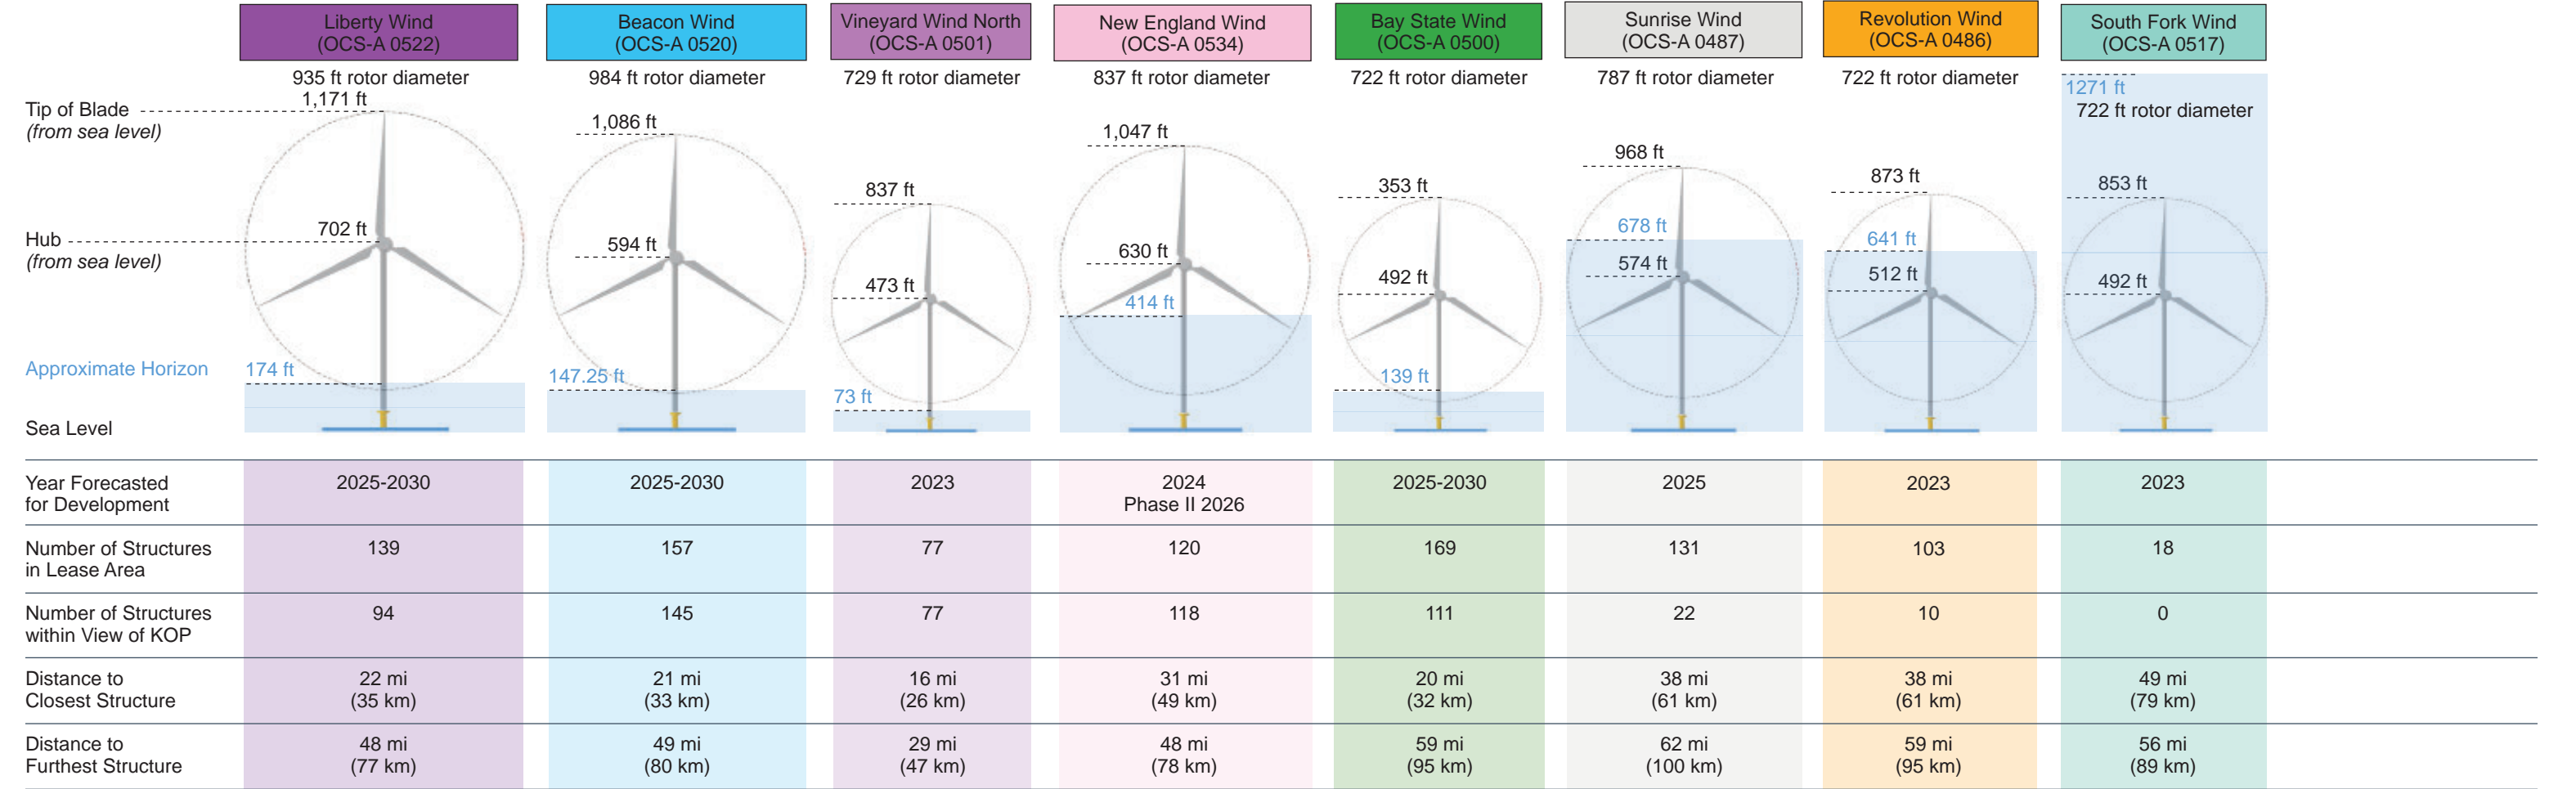 Liberty Wind
(OCS-A 0522)
Beacon Wind
(OCS-A 0520)
Vineyard Wind North
(OCS-A 0501)
New England Wind
(OCS-A 0534)
Bay State Wind
(OCS-A 0500)
Sunrise Wind
(OCS-A 0487)
Revolution Wind
(OCS-A 0486)
South Fork Wind
(OCS-A 0517)
935 ft rotor diameter
984 ft rotor diameter
729 ft rotor diameter
837 ft rotor diameter
722 ft rotor diameter
787 ft rotor diameter
722 ft rotor diameter
1271 ft
722 ft rotor diameter
Tip of Blade
(from sea level)
1,171 ft
1,086 ft
837 ft
1,047 ft
353 ft
968 ft
873 ft
853 ft
Hub
(from sea level)
702 ft
594 ft
473 ft
630 ft
492 ft
574 ft
512 ft
492 ft
Approximate Horizon
174 ft
147.25 ft
73 ft
414 ft
139 ft
678 ft
641 ft
Sea Level
Year Forecasted
for Development
2025-2030
2025-2030
2023
2024
Phase II 2026
2025-2030
2025
2023
2023
Number of Structures
in Lease Area
139
157
77
120
169
131
103
18
Number of Structures
within View of KOP
94
145
77
118
111
22
10
0
Distance to
Closest Structure
22 mi
(35 km)
21 mi
(33 km)
16 mi
(26 km)
31 mi
(49 km)
20 mi
(32 km)
38 mi
(61 km)
38 mi
(61 km)
49 mi
(79 km)
Distance to
Furthest Structure
48 mi
(77 km)
49 mi
(80 km)
29 mi
(47 km)
48 mi
(78 km)
59 mi
(95 km)
62 mi
(100 km)
59 mi
(95 km)
56 mi
(89 km)